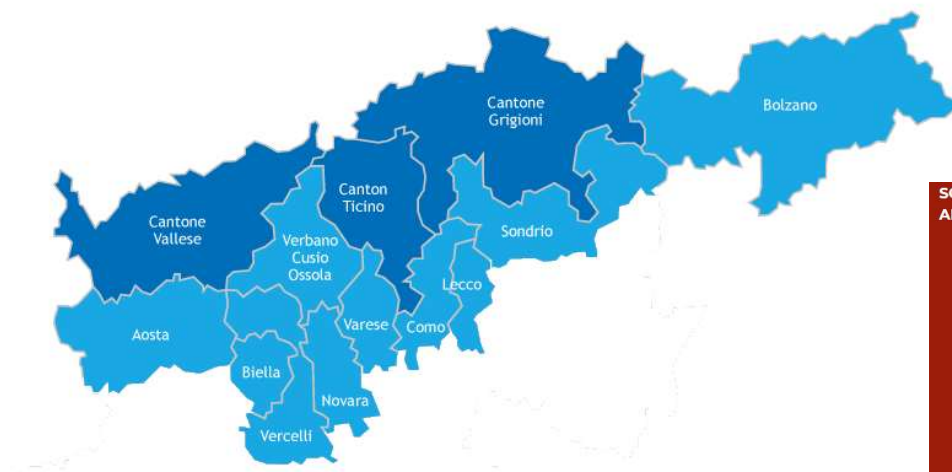 Cantone
Grigioni
Bolzano
Cantone
Vallese
Canton
Ticino
Sondrio
Verbano
Cusio
Ossola
Lecco
Aosta
Varese
Como
Biella
Novara
Vercelli